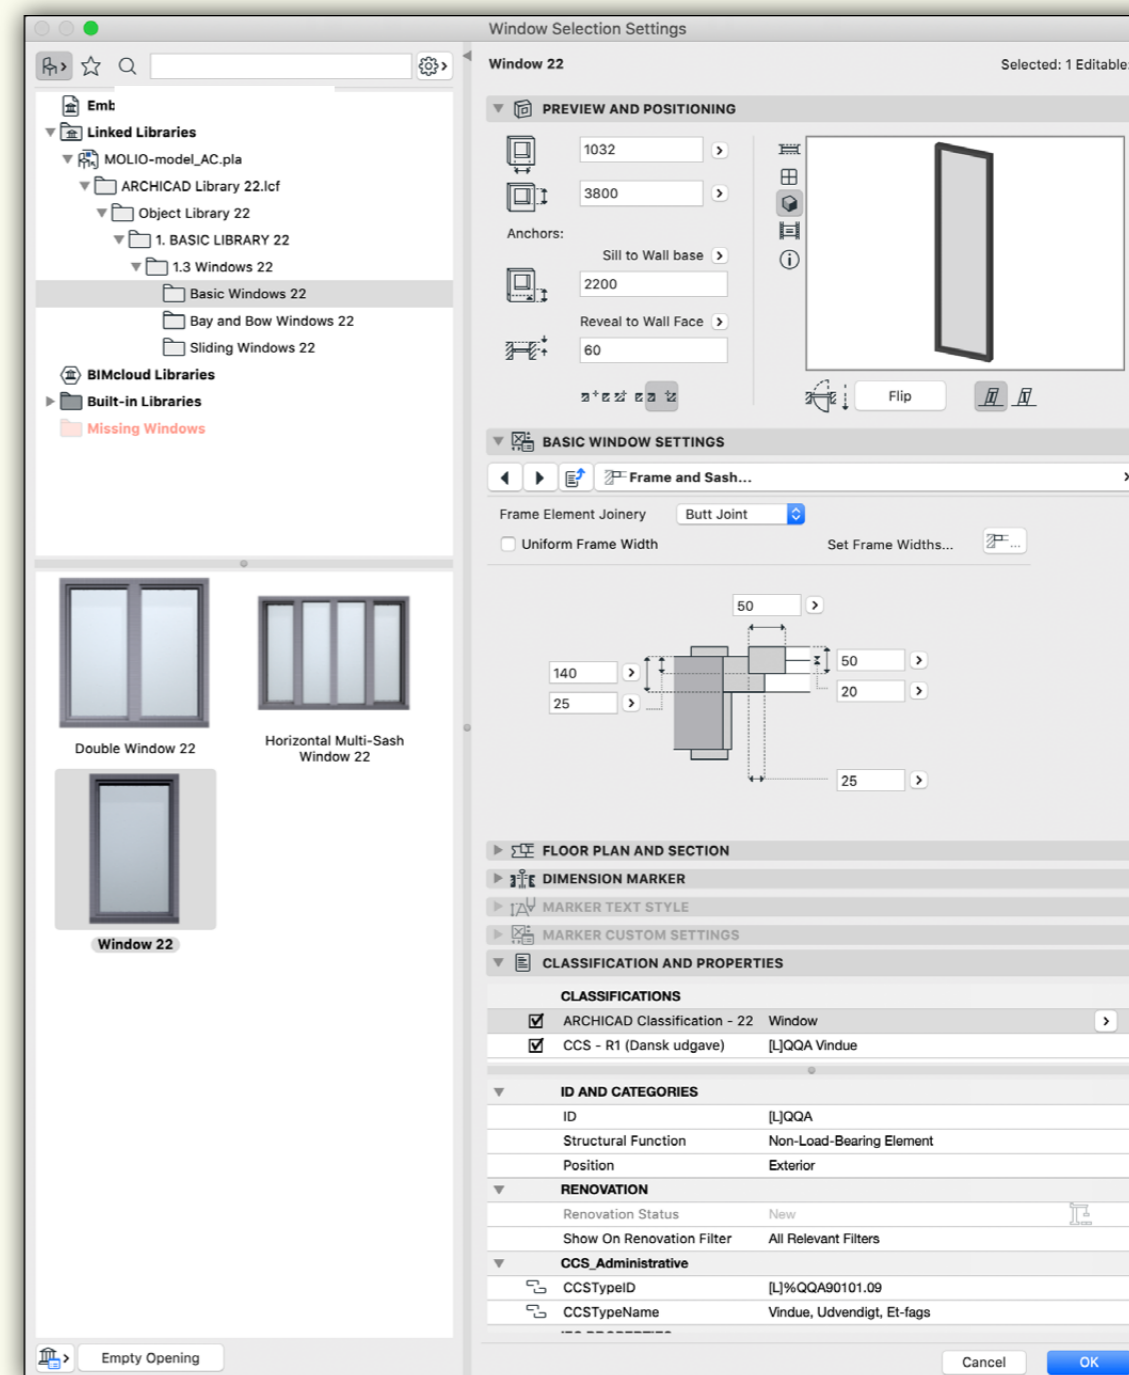 Window Selection Settings
Emb
Linked Libraries
MOLIO-model_AC.pla
ARCHICAD Library 22.lcf
Object Library 22
1. BASIC LIBRARY 22
1.3 Windows 22
Basic Windows 22
Bay and Bow Windows 22
Sliding Windows 22
BIMcloud Libraries
Built-in Libraries
Missing Windows
Double Window 22
Horizontal Multi-Sash
Window 22
Window 22
Empty Opening
Window 22
Selected: 1 Editable:
PREVIEW AND POSITIONING
1032
3800
Anchors:
Sill to Wall base
2200
Reveal to Wall Face
60
Flip
BASIC WINDOW SETTINGS
Frame and Sash...
Frame Element Joinery Butt Joint
Uniform Frame Width
Set Frame Widths...
50
140
25
50
20
25
FLOOR PLAN AND SECTION
DIMENSION MARKER
MARKER TEXT STYLE
MARKER CUSTOM SETTINGS
CLASSIFICATION AND PROPERTIES
CLASSIFICATIONS
ARCHICAD Classification - 22 Window
CCS - R1 (Dansk udgave) [L]QQA Vindue
ID AND CATEGORIES
ID [L]QQA
Structural Function Non-Load-Bearing Element
Position Exterior
RENOVATION
Renovation Status New
Show On Renovation Filter All Relevant Filters
CCS_Administrative
CCSTypeID [L]%QQA90101.09
CCSTypeName Vindue, Udvendigt, Et-fags
Cancel
OK